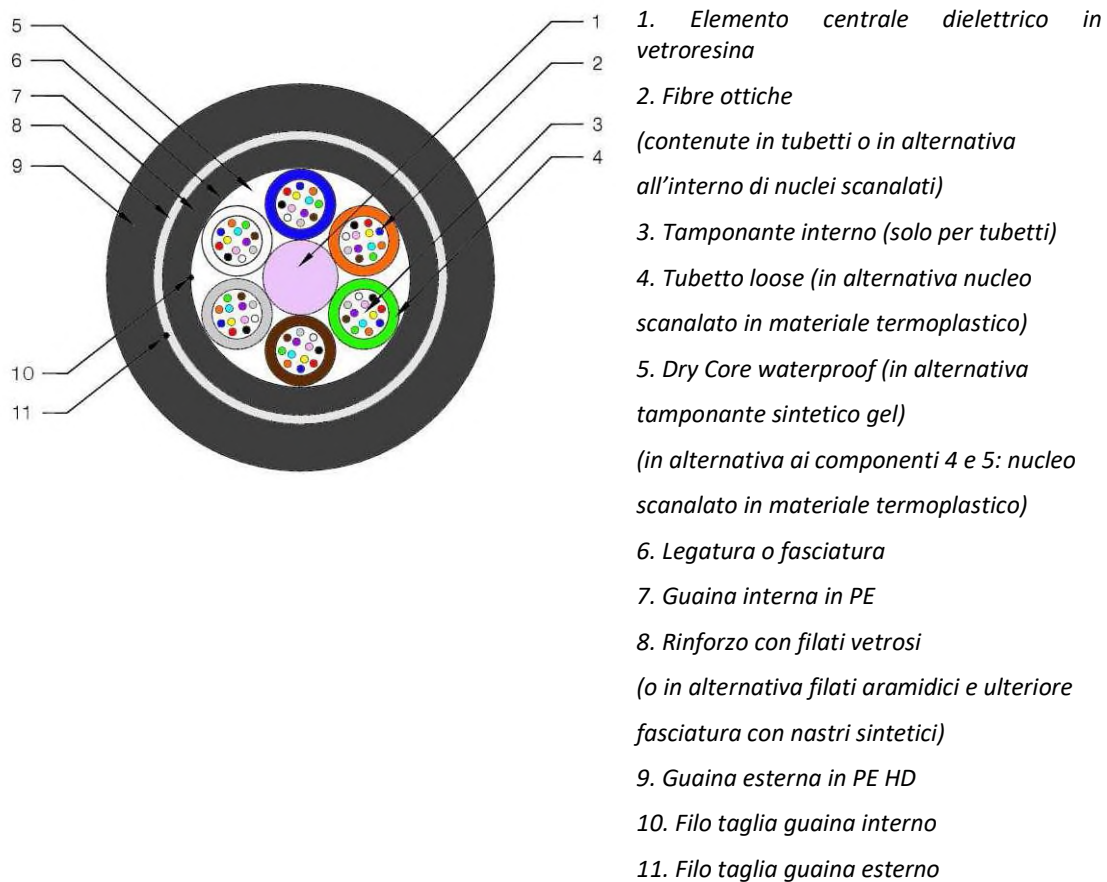 5
6
7
8
9
10
11
1
2
3
4
1. Elemento centrale dielettrico in
vetroresina
2. Fibre ottiche
(contenute in tubetti o in alternativa
all’interno di nuclei scanalati)
3. Tamponante interno (solo per tubetti)
4. Tubetto loose (in alternativa nucleo
scanalato in materiale termoplastico)
5. Dry Core waterproof (in alternativa
tamponante sintetico gel)
(in alternativa ai componenti 4 e 5: nucleo
scanalato in materiale termoplastico)
6. Legatura o fasciatura
7. Guaina interna in PE
8. Rinforzo con filati vetrosi
(o in alternativa filati aramidici e ulteriore
fasciatura con nastri sintetici)
9. Guaina esterna in PE HD
10. Filo taglia guaina interno
11. Filo taglia guaina esterno